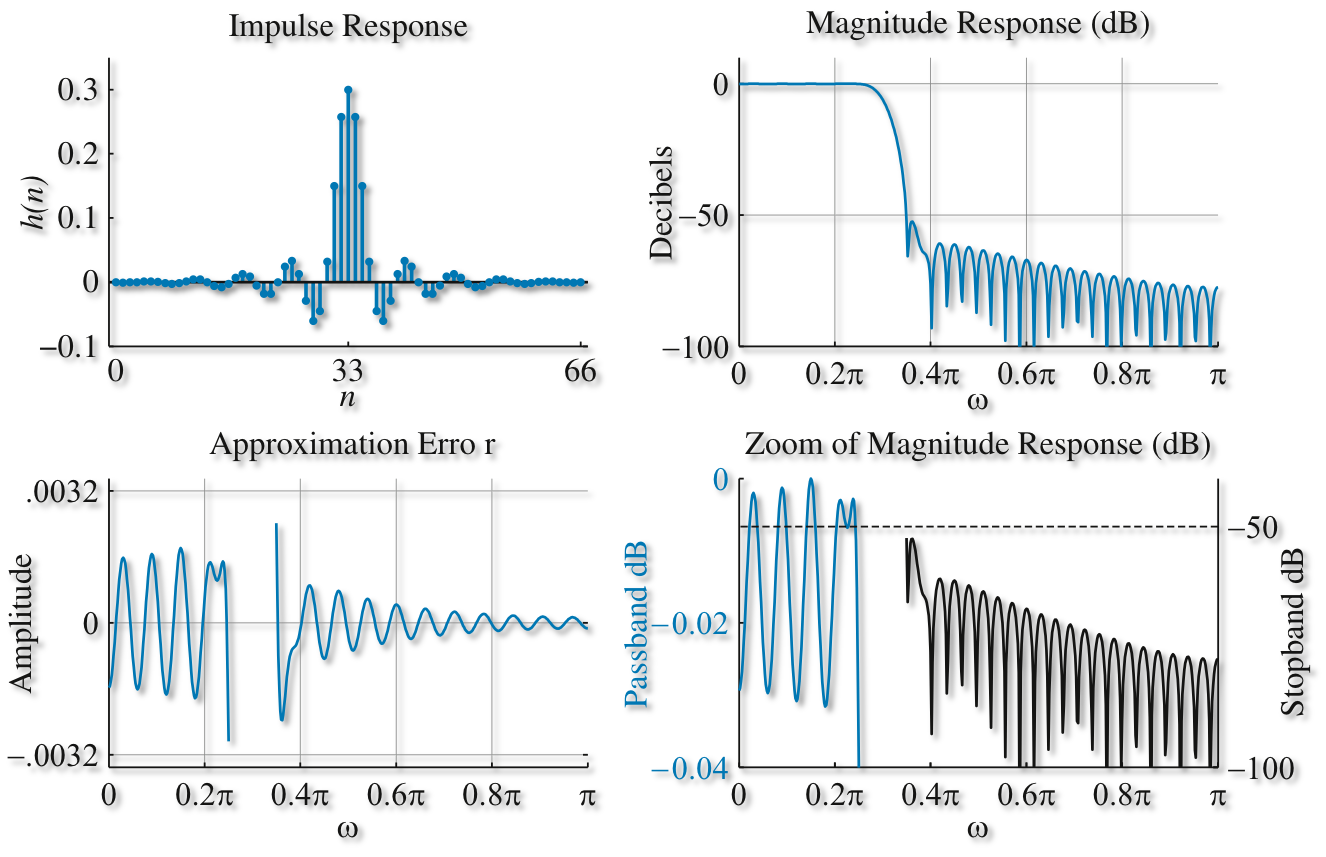 Impulse Response
0.3
0.2
0.1
0
−0.1
h(n)
0
33
66
n
Magnitude Response (dB)
0
−50
−100
Decibels
0
0.2π
0.4π
0.6π
0.8π
π
ω
Approximation Erro r
.0032
0
−.0032
Amplitude
0
0.2π
0.4π
0.6π
0.8π
π
ω
Zoom of Magnitude Response (dB)
0
−0.02
−0.04
Passband dB
−50
−100
Stopband dB
0
0.2π
0.4π
0.6π
0.8π
π
ω